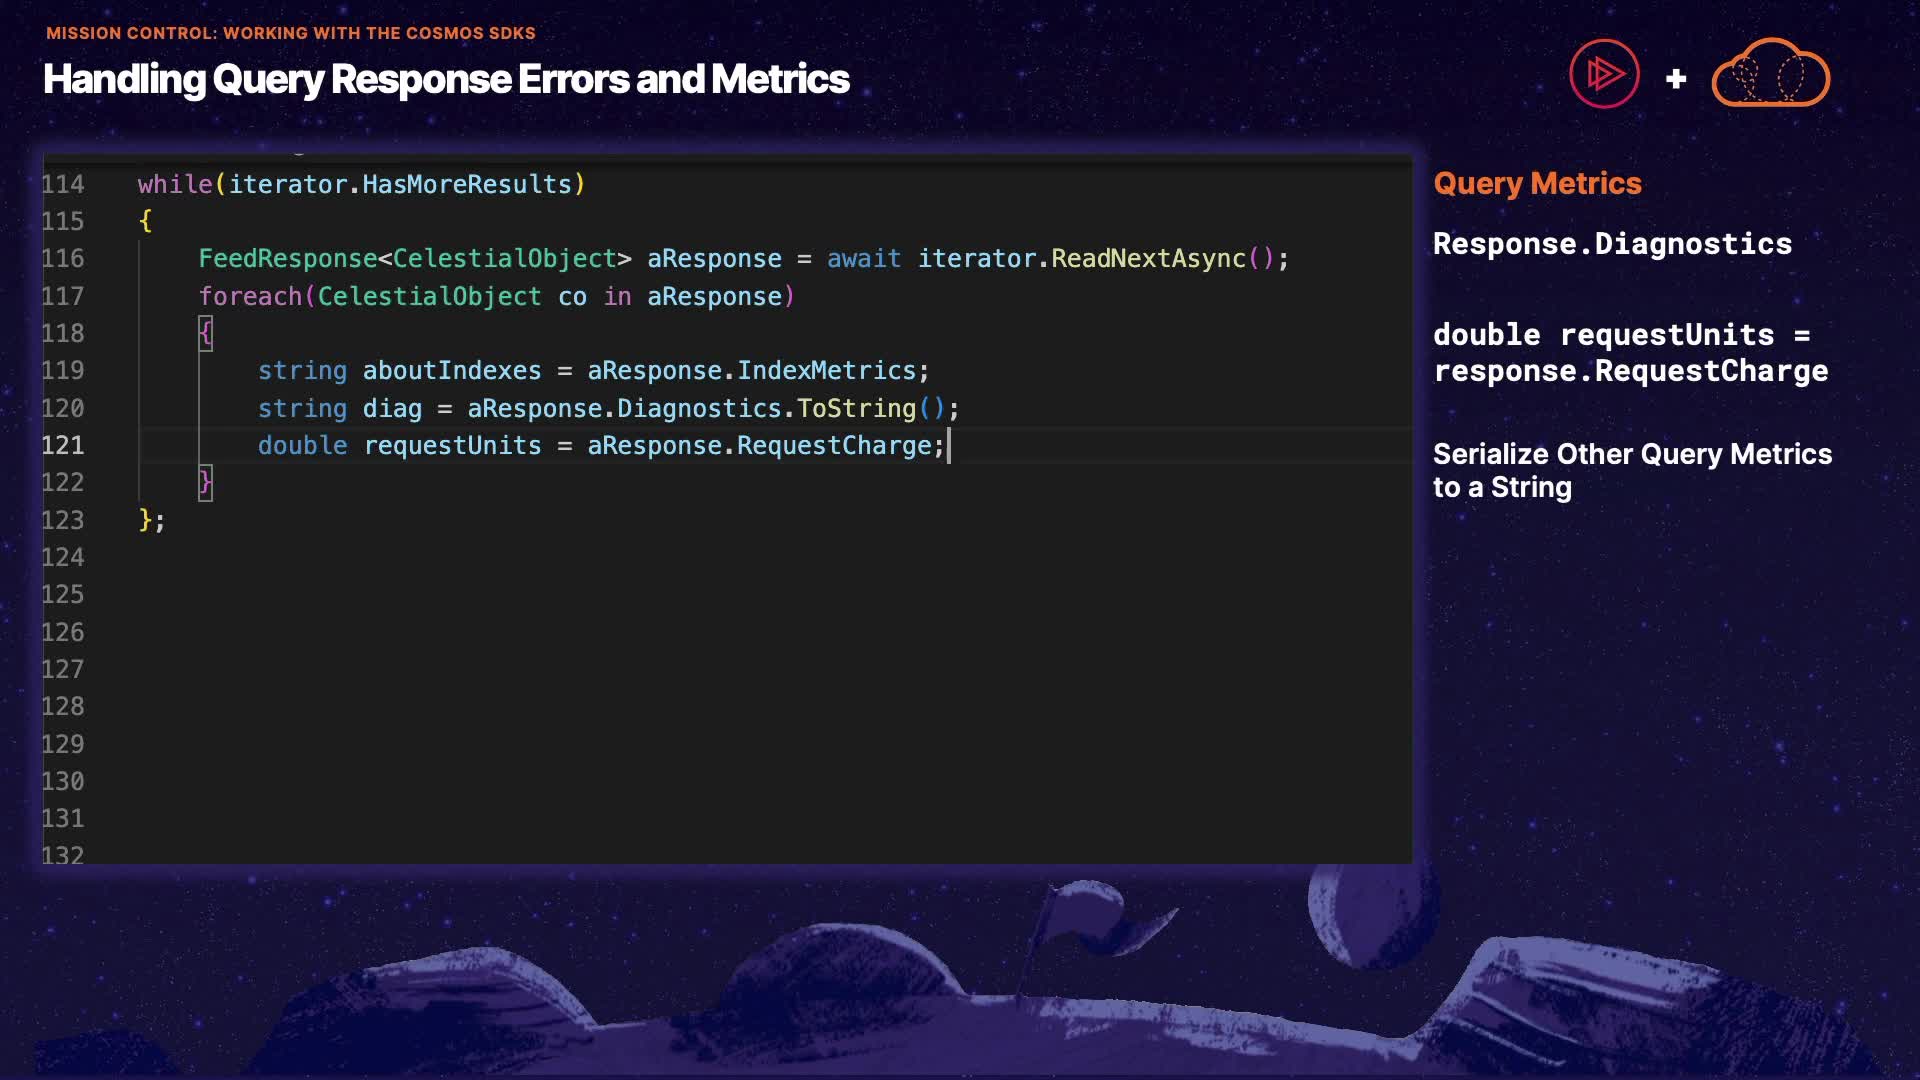 MISSION CONTROL: WORKING WITH THE COSMOS SDKS
Handling Query Response Errors and Metrics
+
114 while(iterator.HasMoreResults)
115 {
116 FeedResponse<CelestialObject> aResponse = await iterator.ReadNextAsync();
117 foreach(CelestialObject co in aResponse)
118 {
119 string aboutIndexes = aResponse.IndexMetrics;
120 string diag = aResponse.Diagnostics.ToString();
121 double requestUnits = aResponse.RequestCharge;
122 }
123 };
124
125
126
127
128
129
130
131
132
Query Metrics
Response.Diagnostics
double requestUnits =
response.RequestCharge
Serialize Other Query Metrics
to a String